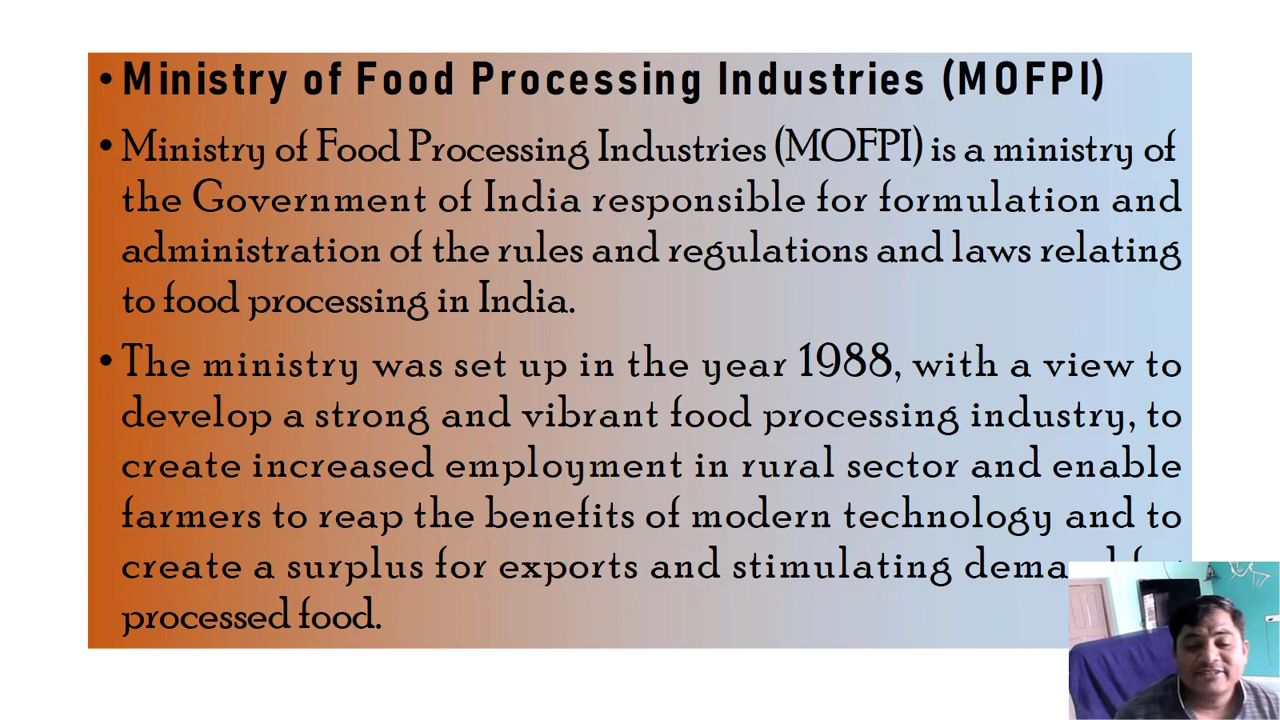 • Ministry of Food Processing Industries (MOFPI)
• Ministry of Food Processing Industries (MOFPI) is a ministry of
the Government of India responsible for formulation and
administration of the rules and regulations and laws relating
to food processing in India.
• The ministry was set up in the year 1988, with a view to
develop a strong and vibrant food processing industry, to
create increased employment in rural sector and enable
farmers to reap the benefits of modern technology and to
create a surplus for exports and stimulating
processed food.